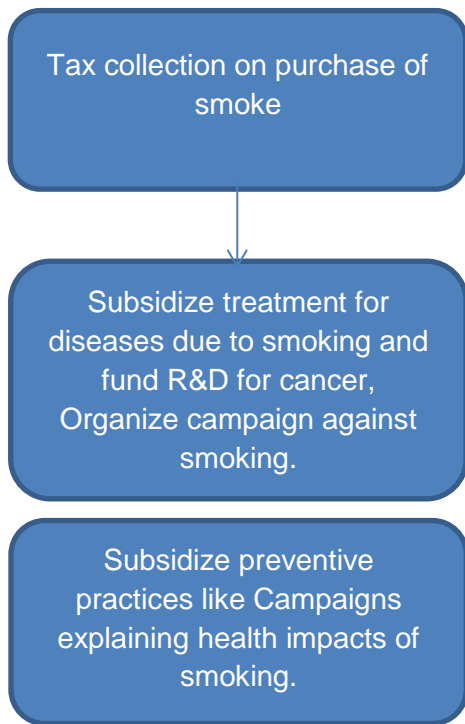 Tax collection on purchase of
smoke
Subsidize treatment for
diseases due to smoking and
fund R&D for cancer,
Organize campaign against
smoking.
Subsidize preventive
practices like Campaigns
explaining health impacts of
smoking.